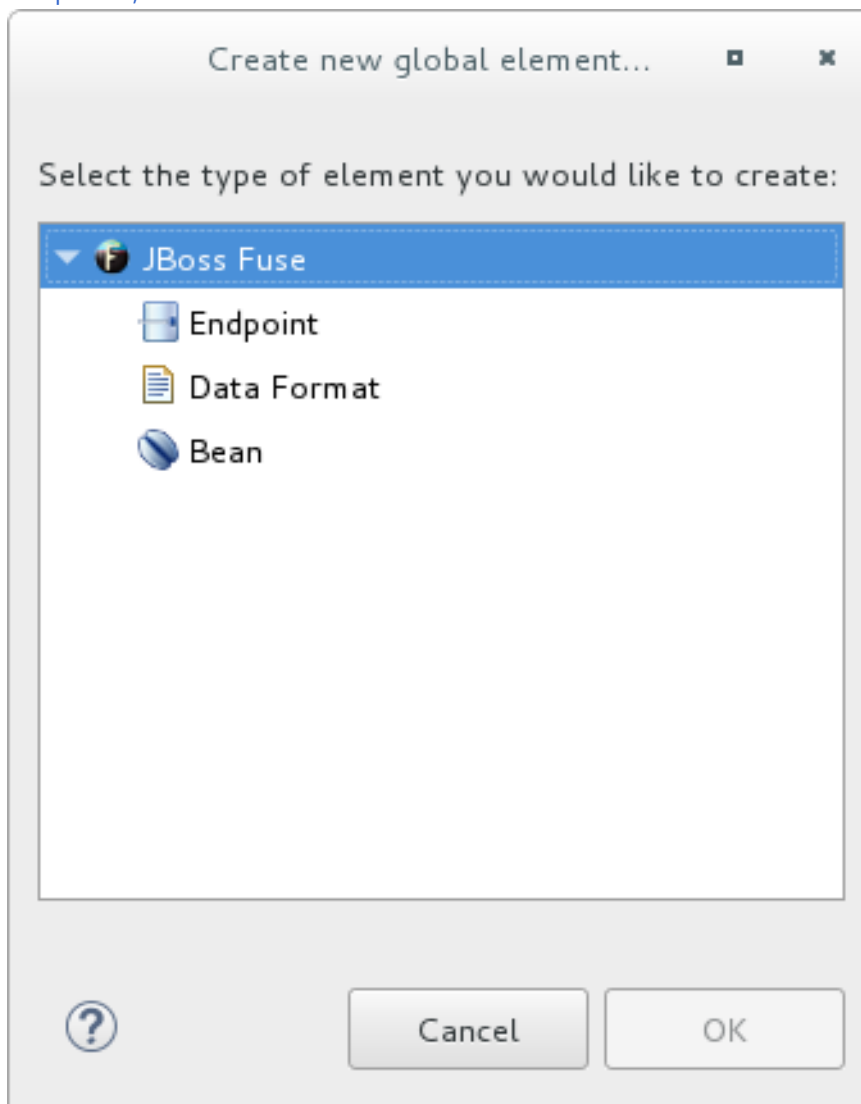 Create new global element...
Select the type of element you would like to create:
JBoss Fuse
Endpoint
Data Format
Bean
Cancel
OK